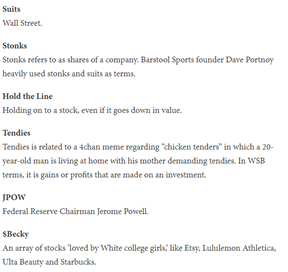 Suits
Wall Street.
Stonks
Stonks refers to as shares of a company. Barstool Sports founder Dave Portnoy
heavily used stonks and suits as terms.
Hold the Line
Holding on to a stock, even if it goes down in value.
Tendies
Tendies is related to a 4chan meme regarding “chicken tenders” in which a 20-
year-old man is living at home with his mother demanding tendies. In WSB
terms, it is gains or profits that are made on an investment.
JPOW
Federal Reserve Chairman Jerome Powell.
$Becky
An array of stocks ‘loved by White college girls,’ like Etsy, Lululemon Athletica,
Ulta Beauty and Starbucks.